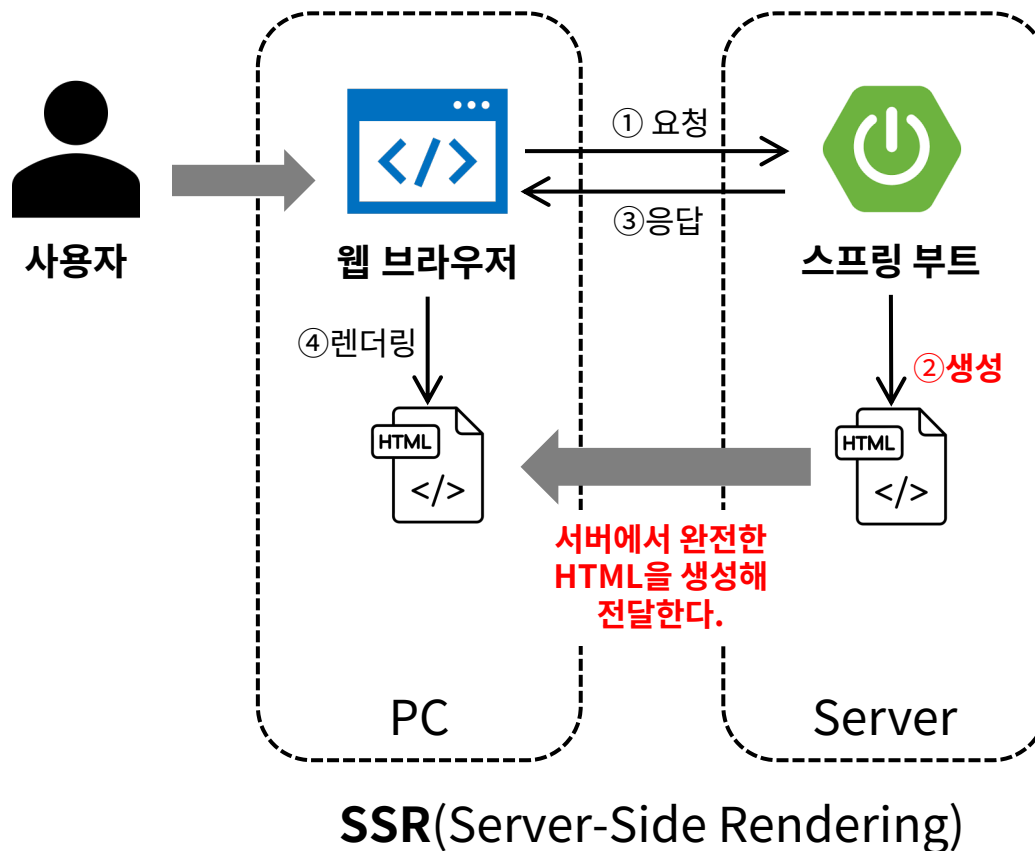 ① 요청
③응답
사용자
웹 브라우저
스프링 부트
④렌더링
②생성
HTML
</>
HTML
</>
서버에서 완전한
HTML을 생성해
전달한다.
PC
Server
SSR(Server-Side Rendering)